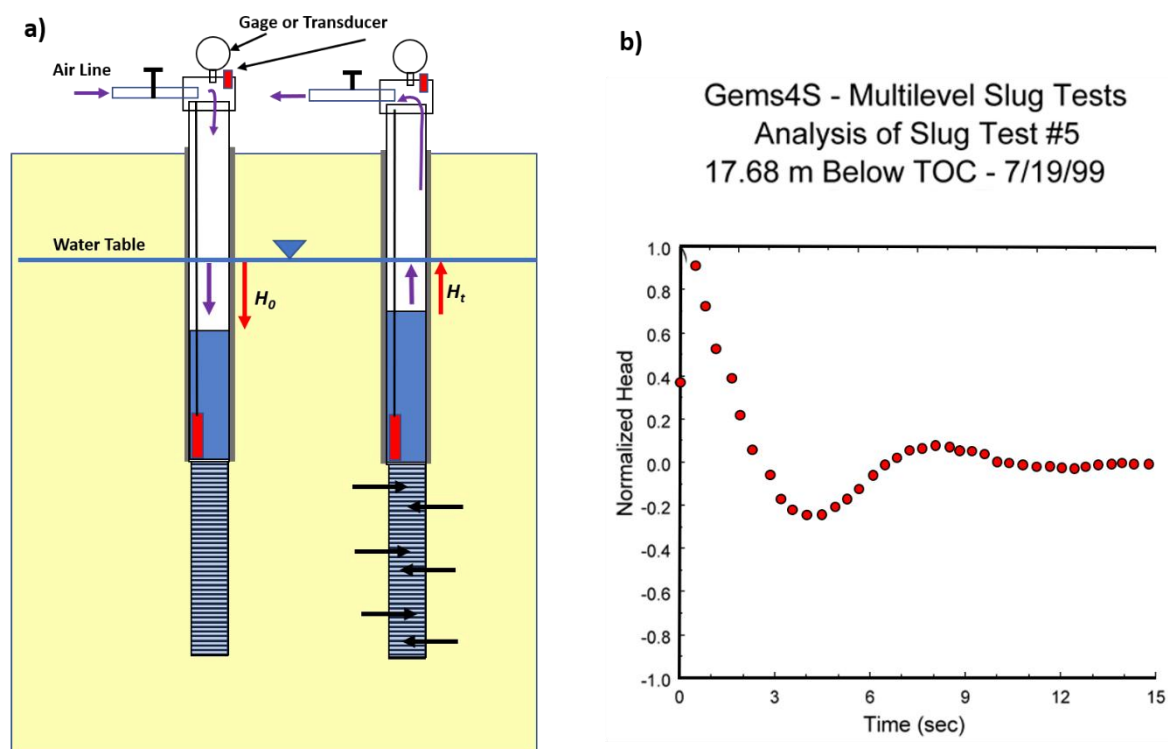 a)
Gage or Transducer
Air Line
Water Table
H0
Ht
b)
Gems4S - Multilevel Slug Tests
Analysis of Slug Test #5
17.68 m Below TOC - 7/19/99
Normalized Head
1.0
0.8
0.6
0.4
0.2
0.0
-0.2
-0.4
-0.6
-0.8
-1.0
0 3 6 9 12 15
Time (sec)